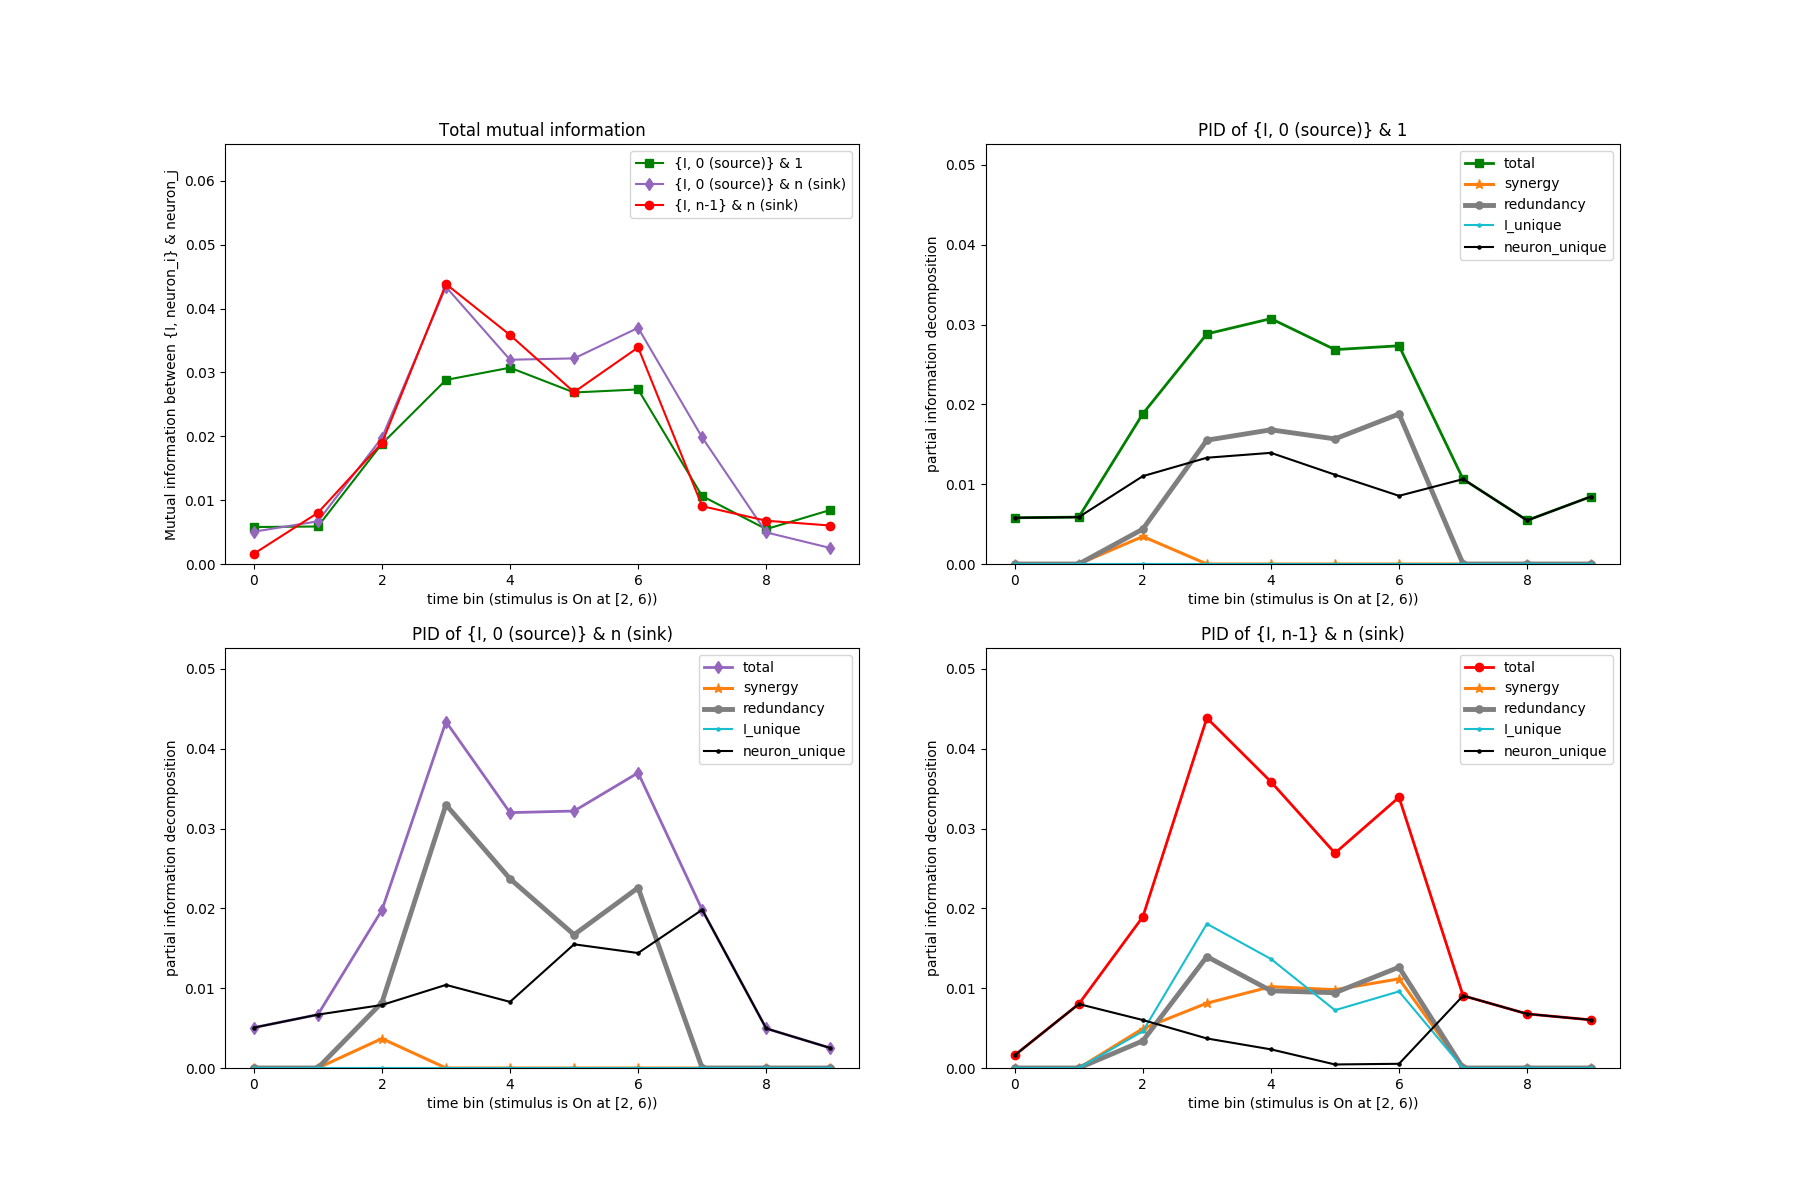 Total mutual information
Mutual information between {I, neuron_i} & neuron_j
0.06
0.05
0.04
0.03
0.02
0.01
0.00
{I, 0 (source)} & 1
{I, 0 (source)} & n (sink)
{I, n-1} & n (sink)
0 2 4 6 8
time bin (stimulus is On at [2, 6))
PID of {I, 0 (source)} & 1
partial information decomposition
0.05
0.04
0.03
0.02
0.01
0.00
total
synergy
redundancy
I_unique
neuron_unique
0 2 4 6 8
time bin (stimulus is On at [2, 6))
PID of {I, 0 (source)} & n (sink)
partial information decomposition
0.05
0.04
0.03
0.02
0.01
0.00
total
synergy
redundancy
I_unique
neuron_unique
0 2 4 6 8
time bin (stimulus is On at [2, 6))
PID of {I, n-1} & n (sink)
partial information decomposition
0.05
0.04
0.03
0.02
0.01
0.00
total
synergy
redundancy
I_unique
neuron_unique
0 2 4 6 8
time bin (stimulus is On at [2, 6))